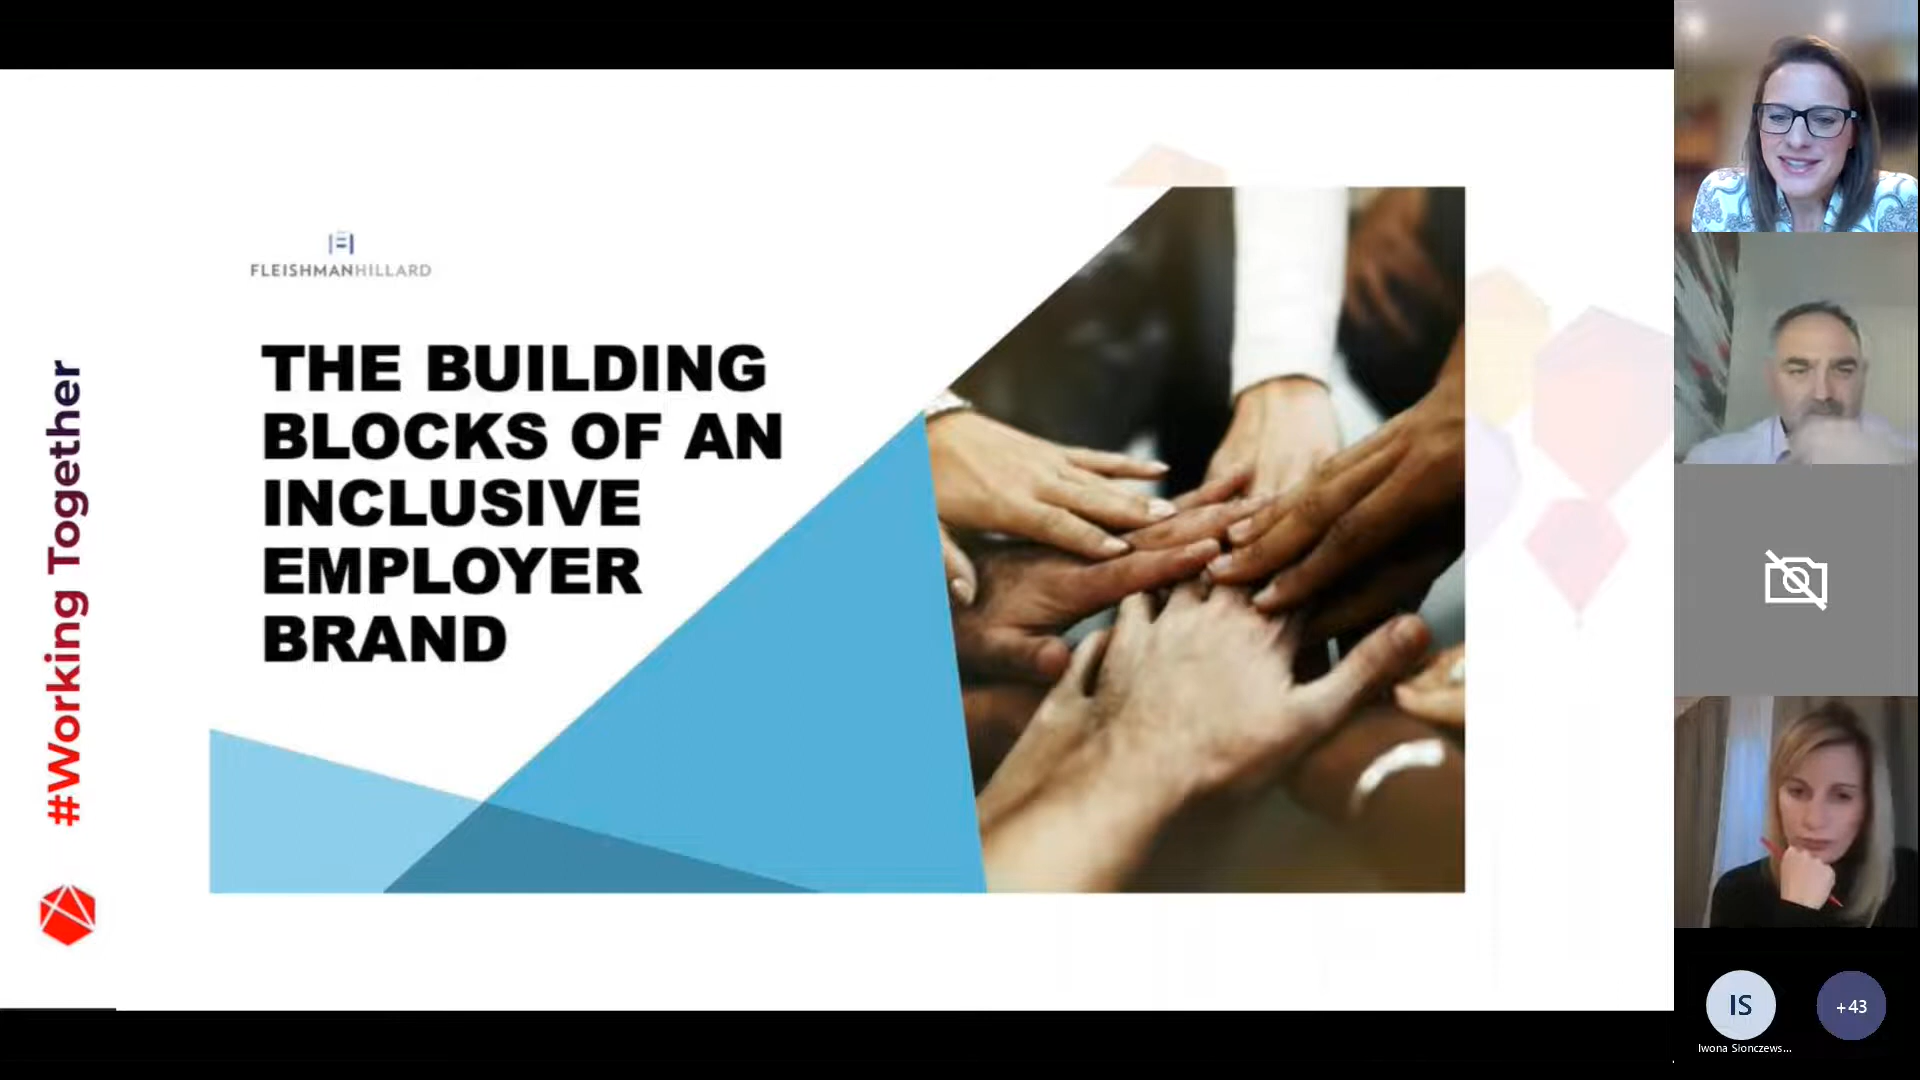 #Working Together
FLEISHMANHILLARD
THE BUILDING
BLOCKS OF AN
INCLUSIVE
EMPLOYER
BRAND
IS
Iwona Sionczews...
+43